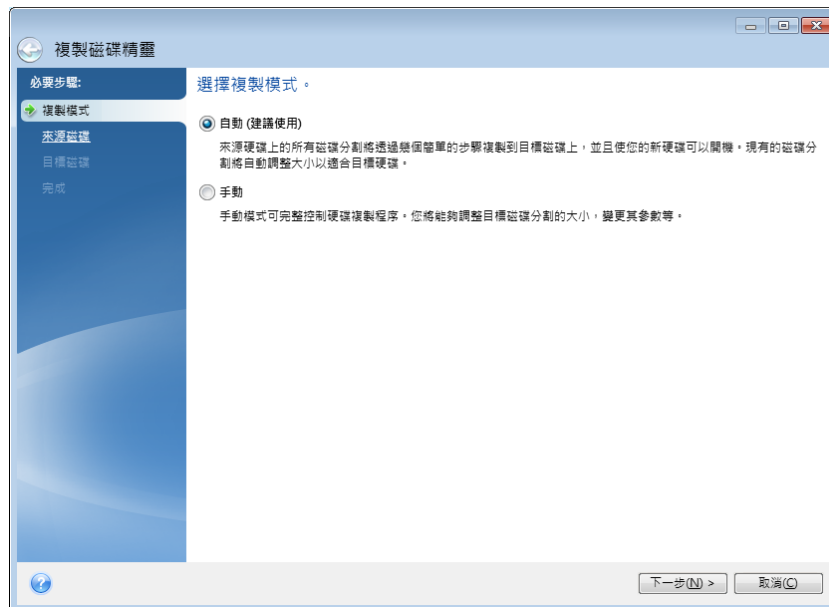 複製磁碟精靈
必要步驟:
複製模式
來源磁碟
目標磁碟
完成
選擇複製模式。
自動 (建議使用)
來源硬碟上的所有磁碟分割將透過幾個簡單的步驟複製到目標磁碟上，並且使您的新硬碟可以開機。現有的磁碟分
割將自動調整大小以適合目標硬碟。
手動
手動模式可完整控制硬碟複製程序。您將能夠調整目標磁碟分割的大小，變更其參數等。
下一步(N) >
取消(C)